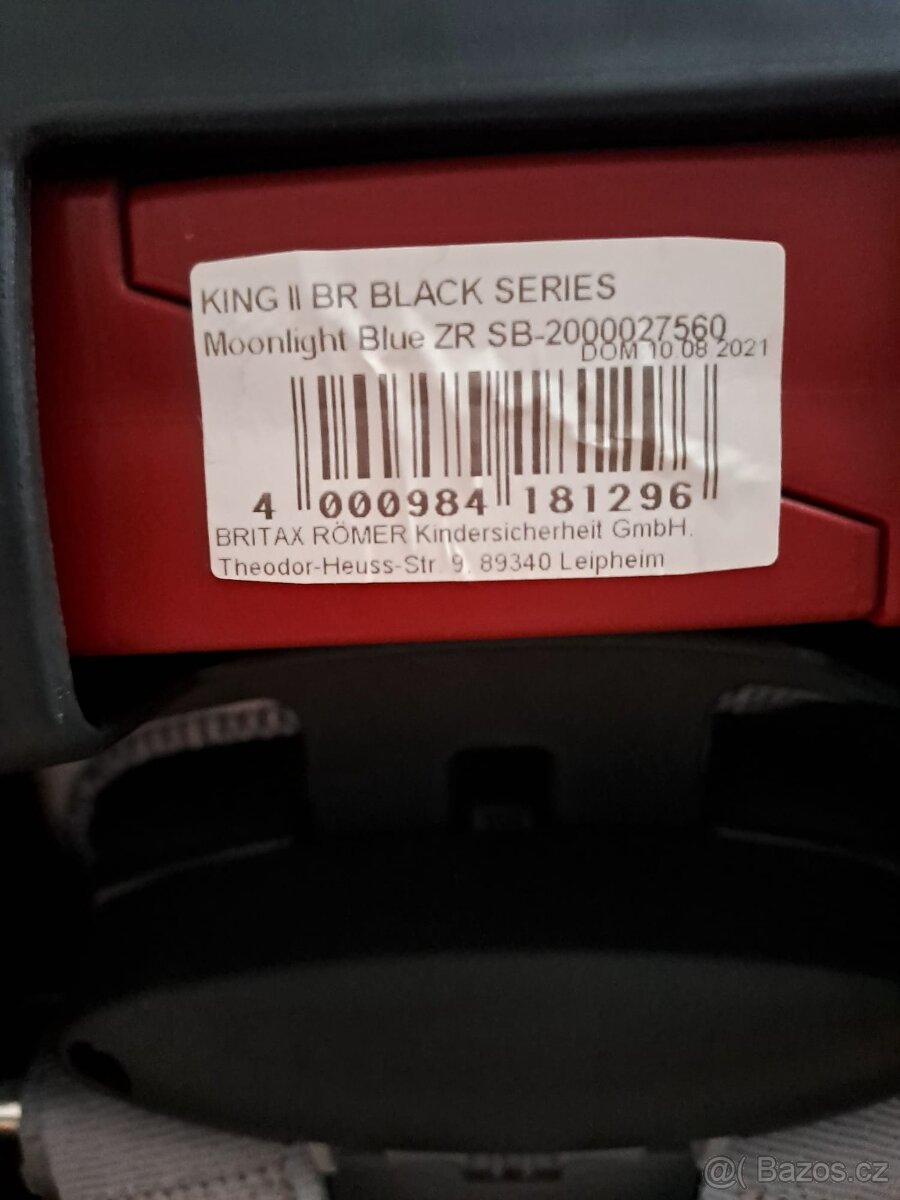 KING II BR BLACK SERIES
Moonlight Blue ZR SB-2000027560
DOM 10.08 2021
4 000984 181296
BRITAX RÖMER Kindersicherheit GmbH.
Theodor-Heuss-Str. 9, 89340 Leipheim
@( Bazos.cz